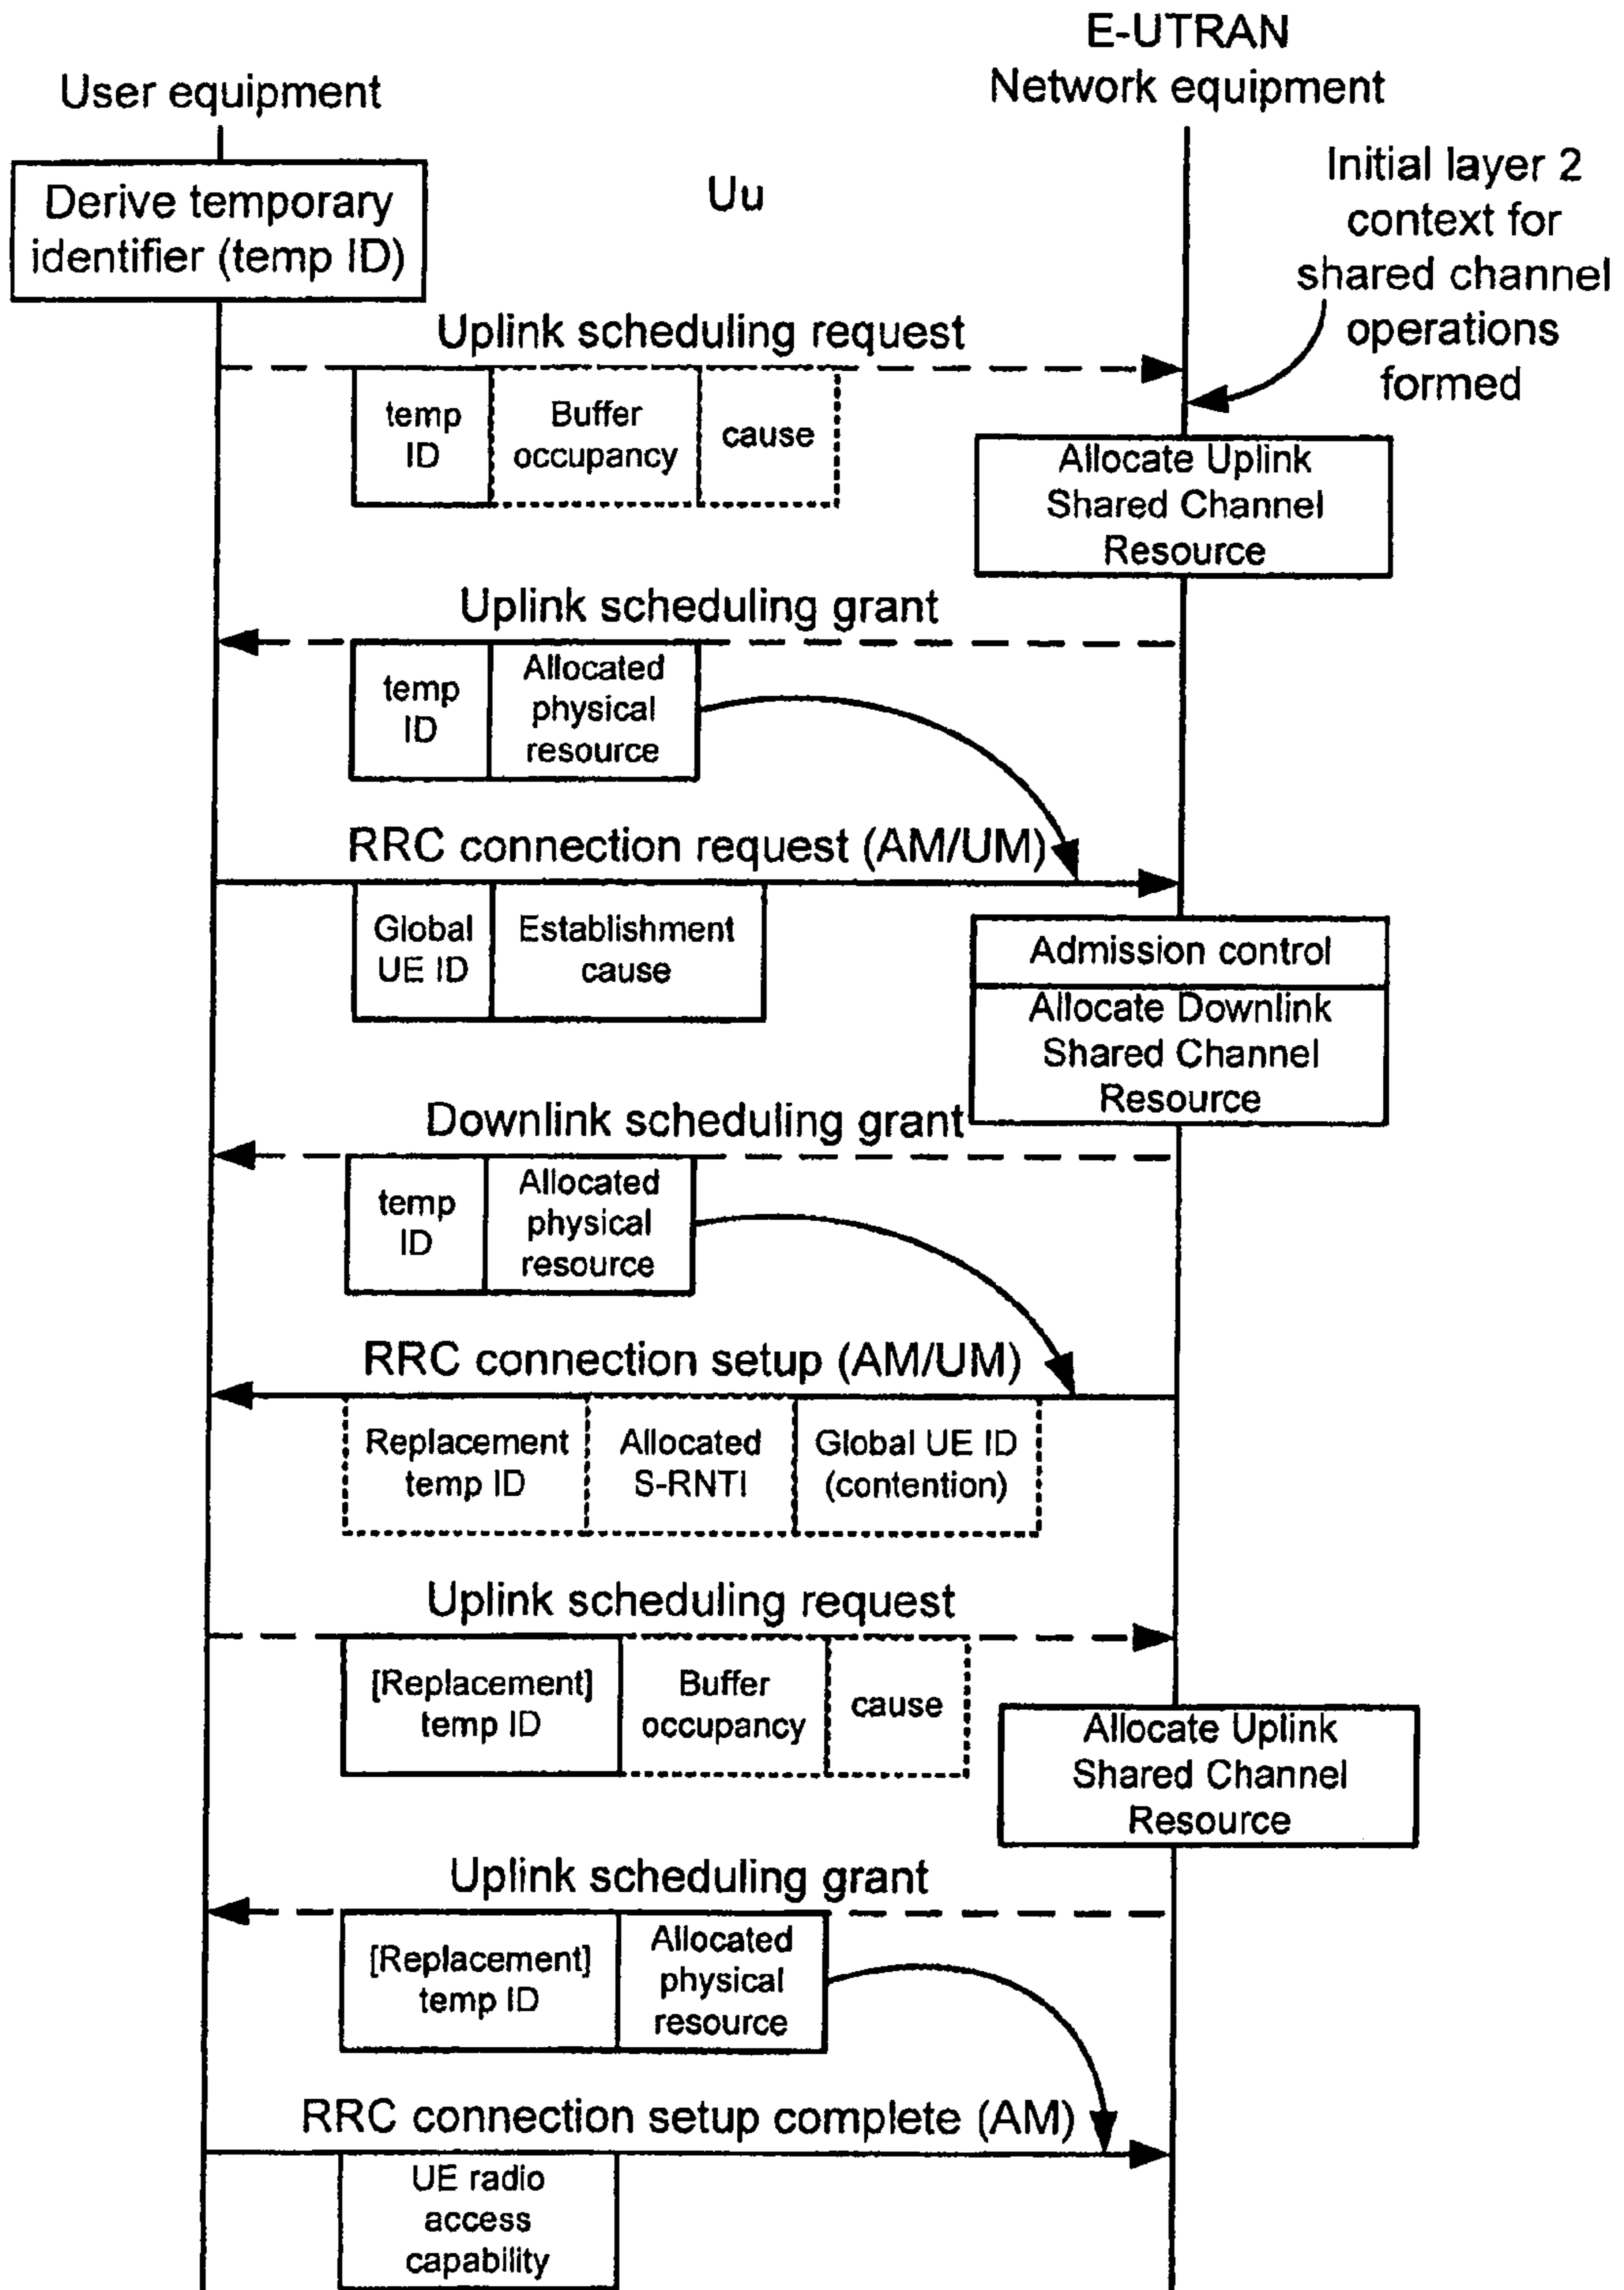 E-UTRAN
Network equipment
User equipment
Initial layer 2
context for
shared channel
operations
formed
Derive temporary
identifier (temp ID)
Uu
Uplink scheduling request
temp
ID
Buffer
occupancy
cause
Allocate Uplink
Shared Channel
Resource
Uplink scheduling grant
temp
ID
Allocated
physical
resource
RRC connection request (AM/UM)
Global
UE ID
Establishment
cause
Admission control
Allocate Downlink
Shared Channel
Resource
Downlink scheduling grant
temp
ID
Allocated
physical
resource
RRC connection setup (AM/UM)
Replacement
temp ID
Allocated
S-RNTI
Global UE ID
(contention)
Uplink scheduling request
[Replacement]
temp ID
Buffer
occupancy
cause
Allocate Uplink
Shared Channel
Resource
Uplink scheduling grant
[Replacement]
temp ID
Allocated
physical
resource
RRC connection setup complete (AM)
UE radio
access
capability